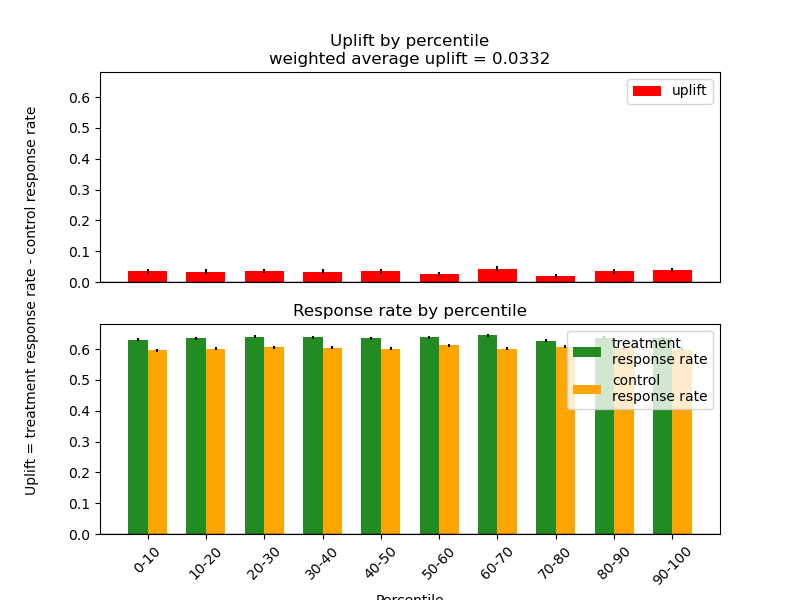 Uplift by percentile
weighted average uplift = 0.0332
uplift
0.6
0.5
0.4
0.3
0.2
0.1
0.0
Uplift = treatment response rate - control response rate
Response rate by percentile
treatment
response rate
control
response rate
0.6
0.5
0.4
0.3
0.2
0.1
0.0
0-10
10-20
20-30
30-40
40-50
50-60
60-70
70-80
80-90
90-100
Percentile